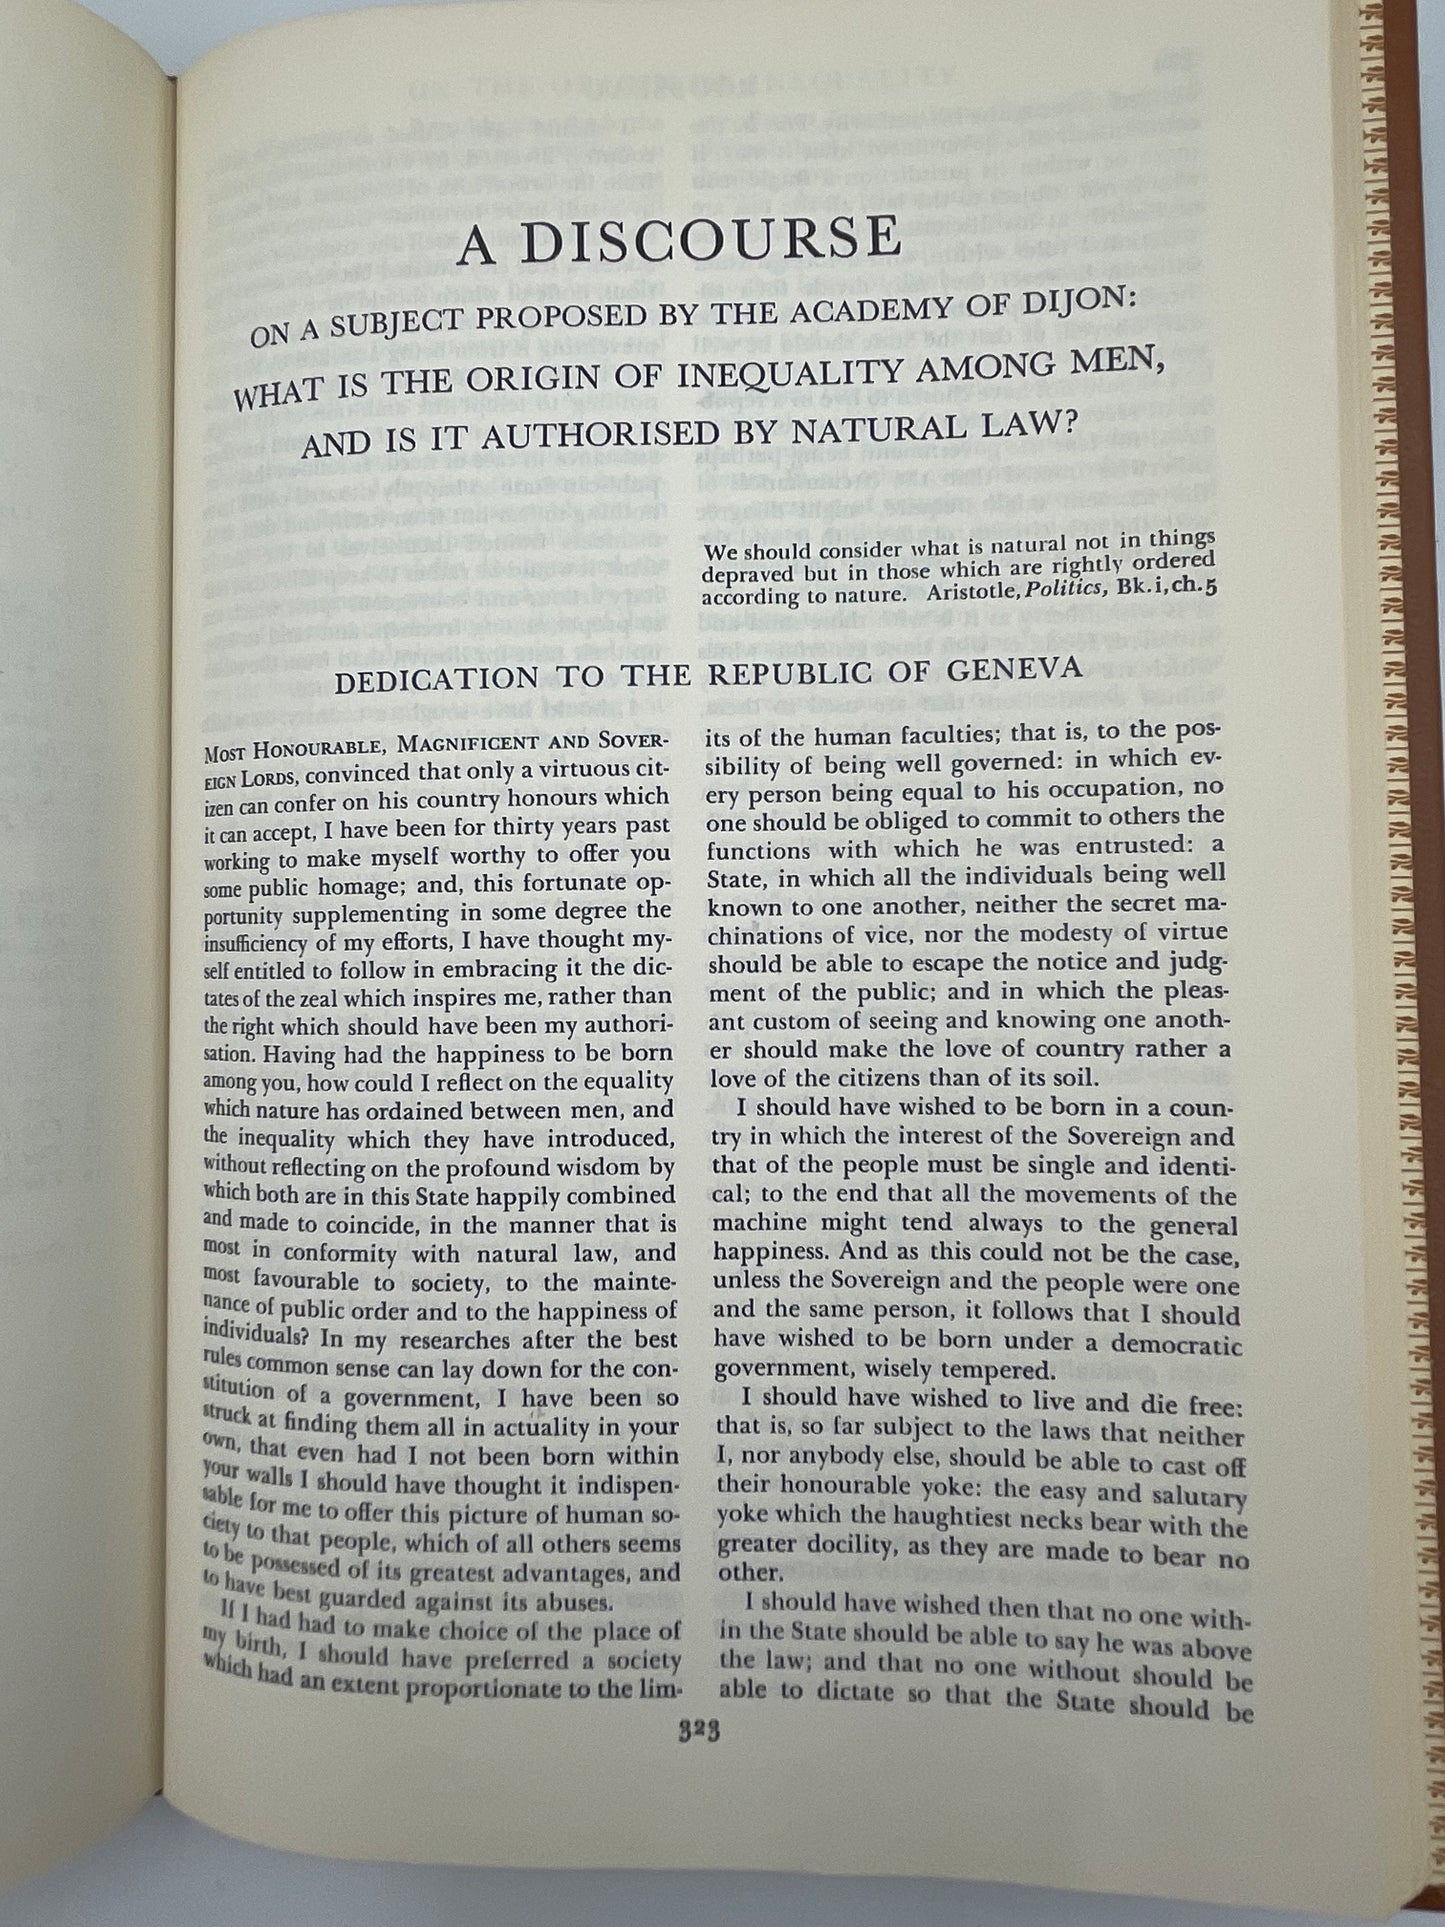 A DISCOURSE
ON A SUBJECT PROPOSED BY THE ACADEMY OF DIJON:
WHAT IS THE ORIGIN OF INEQUALITY AMONG MEN,
AND IS IT AUTHORISED BY NATURAL LAW?
We should consider what is natural not in things
depraved but in those which are rightly ordered
according to nature. Aristotle, Politics, Bk. i, ch. 5
DEDICATION TO THE REPUBLIC OF GENEVA
MOST HONOURABLE, MAGNIFICENT AND SOVER-
EIGN LORDS, convinced that only a virtuous cit-
izen can confer on his country honours which
it can accept, I have been for thirty years past
working to make myself worthy to offer you
some public homage; and, this fortunate op-
portunity supplementing in some degree the
insufficiency of my efforts, I have thought my-
self entitled to follow in embracing it the dic-
tates of the zeal which inspires me, rather than
the right which should have been my authori-
sation. Having had the happiness to be born
among you, how could I reflect on the equality
which nature has ordained between men, and
the inequality which they have introduced,
without reflecting on the profound wisdom by
which both are in this State happily combined
and made to coincide, in the manner that is
most in conformity with natural law, and
most favourable to society, to the mainte-
nance of public order and to the happiness of
individuals? In my researches after the best
rules common sense can lay down for the con-
stitution of a government, I have been so
struck at finding them all in actuality in your
own, that even had I not been born within
your walls I should have thought it indispen-
sable for me to offer this picture of human so-
ciety to that people, which of all others seems
to be possessed of its greatest advantages, and
to have best guarded against its abuses.
If I had had to make choice of the place of
my birth, I should have preferred a society
which had an extent proportionate to the lim-
its of the human faculties; that is, to the pos-
sibility of being well governed: in which ev-
ery person being equal to his occupation, no
one should be obliged to commit to others the
functions with which he was entrusted: a
State, in which all the individuals being well
known to one another, neither the secret ma-
chinations of vice, nor the modesty of virtue
should be able to escape the notice and judg-
ment of the public; and in which the pleas-
ant custom of seeing and knowing one anoth-
er should make the love of country rather a
love of the citizens than of its soil.
I should have wished to be born in a coun-
try in which the interest of the Sovereign and
that of the people must be single and identi-
cal; to the end that all the movements of the
machine might tend always to the general
happiness. And as this could not be the case,
unless the Sovereign and the people were one
and the same person, it follows that I should
have wished to be born under a democratic
government, wisely tempered.
I should have wished to live and die free:
that is, so far subject to the laws that neither
I, nor anybody else, should be able to cast off
their honourable yoke: the easy and salutary
yoke which the haughtiest necks bear with the
greater docility, as they are made to bear no
other.
I should have wished then that no one with-
in the State should be able to say he was above
the law; and that no one without should be
able to dictate so that the State should be
323